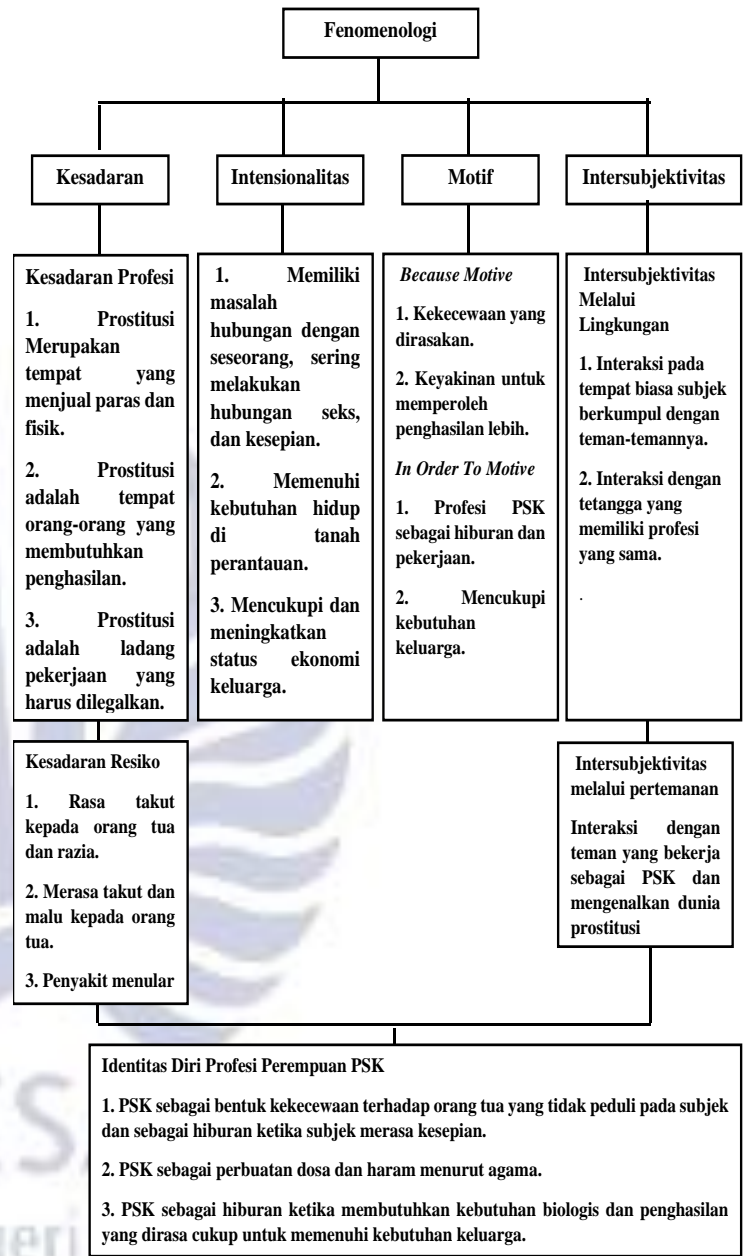 Fenomenologi
Kesadaran
Intensionalitas
Motif
Intersubjektivitas
Kesadaran Profesi
1. Prostitusi
Merupakan
tempat yang
menjual paras dan
fisik.
2. Prostitusi
adalah tempat
orang-orang yang
membutuhkan
penghasilan.
3. Prostitusi
adalah ladang
pekerjaan yang
harus dilegalkan.
1. Memiliki
masalah
hubungan dengan
seseorang, sering
melakukan
hubungan seks,
dan kesepian.
2. Memenuhi
kebutuhan hidup
di tanah
perantauan.
3. Mencukupi dan
meningkatkan
status ekonomi
keluarga.
Because Motive
1. Kekecewaan yang
dirasakan.
2. Keyakinan untuk
memperoleh
penghasilan lebih.
In Order To Motive
1. Profesi PSK
sebagai hiburan dan
pekerjaan.
2. Mencukupi
kebutuhan
keluarga.
Intersubjektivitas
Melalui
Lingkungan
1. Interaksi pada
tempat biasa subjek
berkumpul dengan
teman-temannya.
2. Interaksi dengan
tetangga yang
memiliki profesi
yang sama.
.
Kesadaran Resiko
1. Rasa takut
kepada orang tua
dan razia.
2. Merasa takut dan
malu kepada orang
tua.
3. Penyakit menular
Intersubjektivitas
melalui pertemanan
Interaksi dengan
teman yang bekerja
sebagai PSK dan
mengenalkan dunia
prostitusi
Identitas Diri Profesi Perempuan PSK
1. PSK sebagai bentuk kekecewaan terhadap orang tua yang tidak peduli pada subjek
dan sebagai hiburan ketika subjek merasa kesepian.
2. PSK sebagai perbuatan dosa dan haram menurut agama.
3. PSK sebagai hiburan ketika membutuhkan kebutuhan biologis dan penghasilan
yang dirasa cukup untuk memenuhi kebutuhan keluarga.